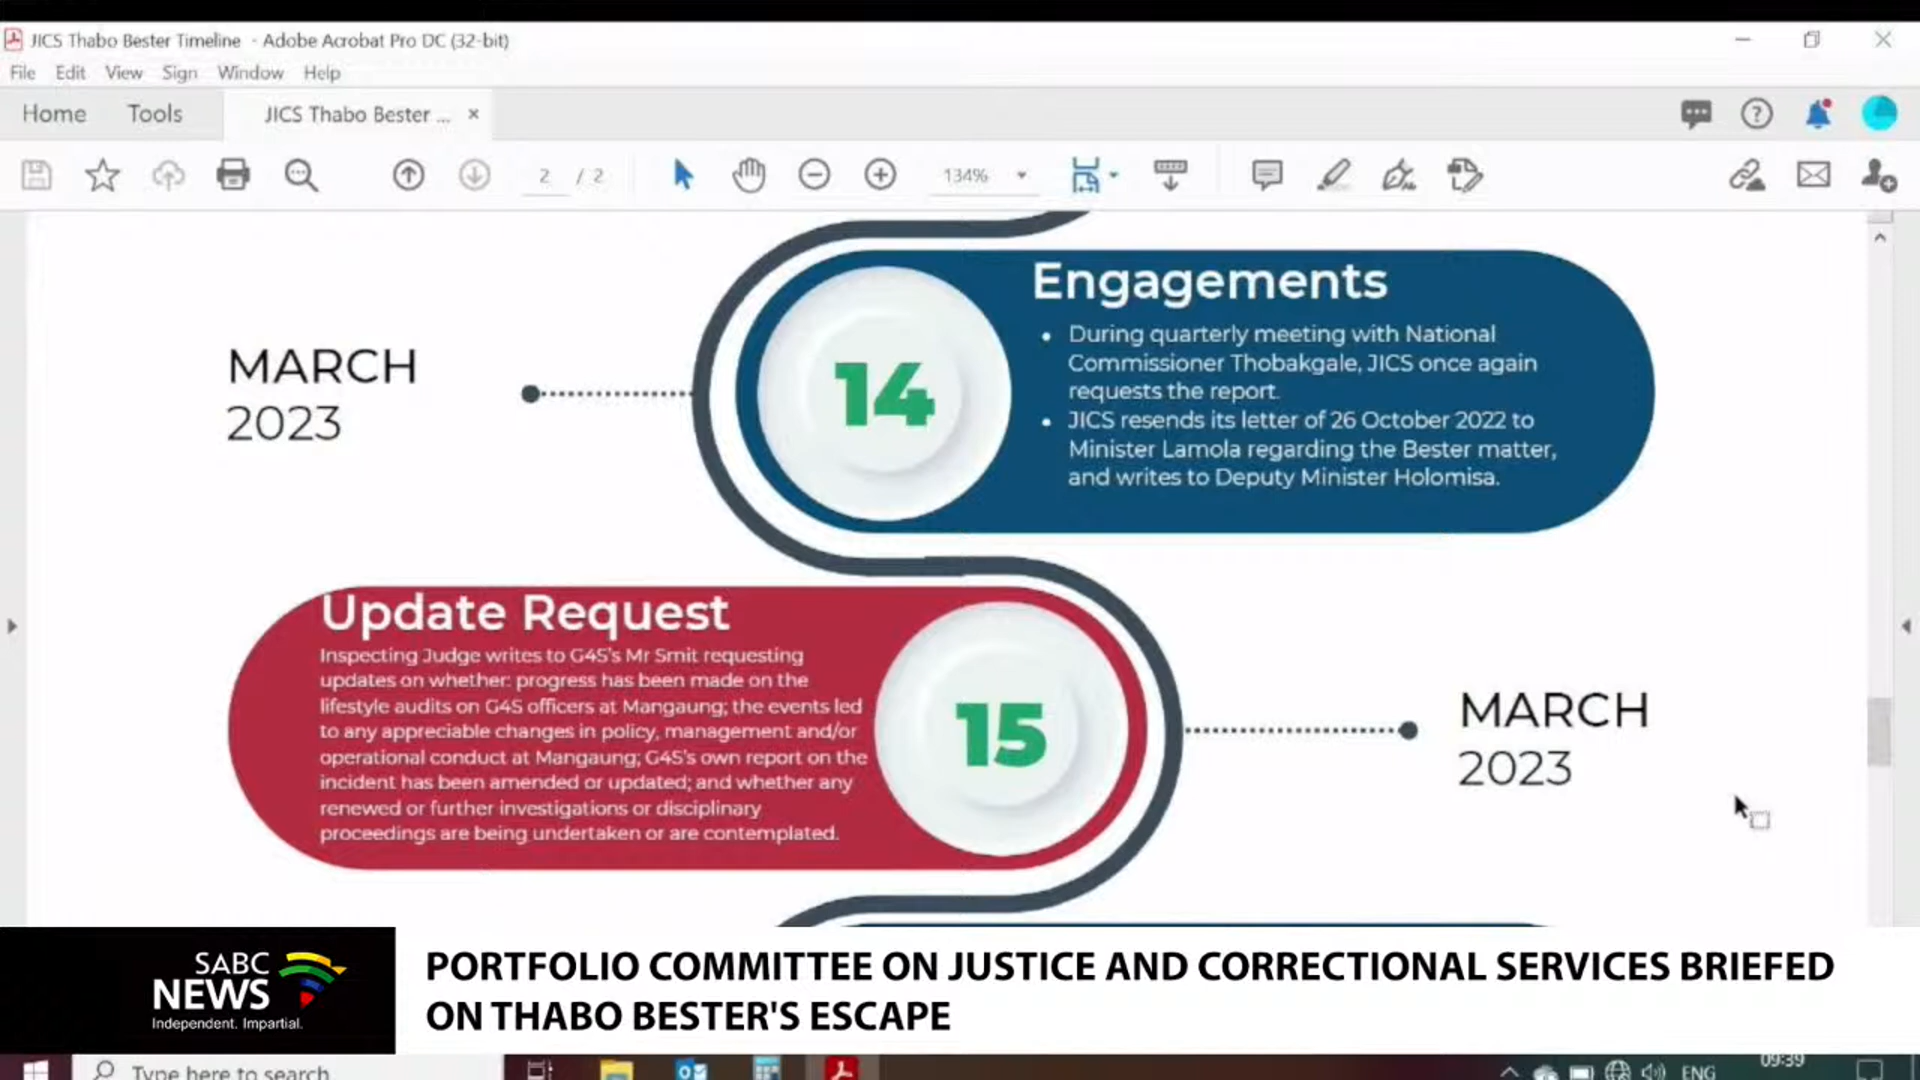 JICS Thabo Bester Timeline - Adobe Acrobat Pro DC (32-bit)
File Edit View Sign Window Help
Home Tools JICS Thabo Bester ... ×
2 / 2 134%
Engagements
• During quarterly meeting with National
Commissioner Thobakgale, JICS once again
requests the report.
• JICS resends its letter of 26 October 2022 to
Minister Lamola regarding the Bester matter,
and writes to Deputy Minister Holomisa.
14
MARCH
2023
Update Request
Inspecting Judge writes to G4S's Mr Smit requesting
updates on whether: progress has been made on the
lifestyle audits on G4S officers at Mangaung; the events led
to any appreciable changes in policy, management and/or
operational conduct at Mangaung; G4S's own report on the
incident has been amended or updated; and whether any
renewed or further investigations or disciplinary
proceedings are being undertaken or are contemplated.
15
MARCH
2023
SABC
NEWS
Independent. Impartial.
PORTFOLIO COMMITTEE ON JUSTICE AND CORRECTIONAL SERVICES BRIEFED
ON THABO BESTER'S ESCAPE
Type here to search
ENG
09:39